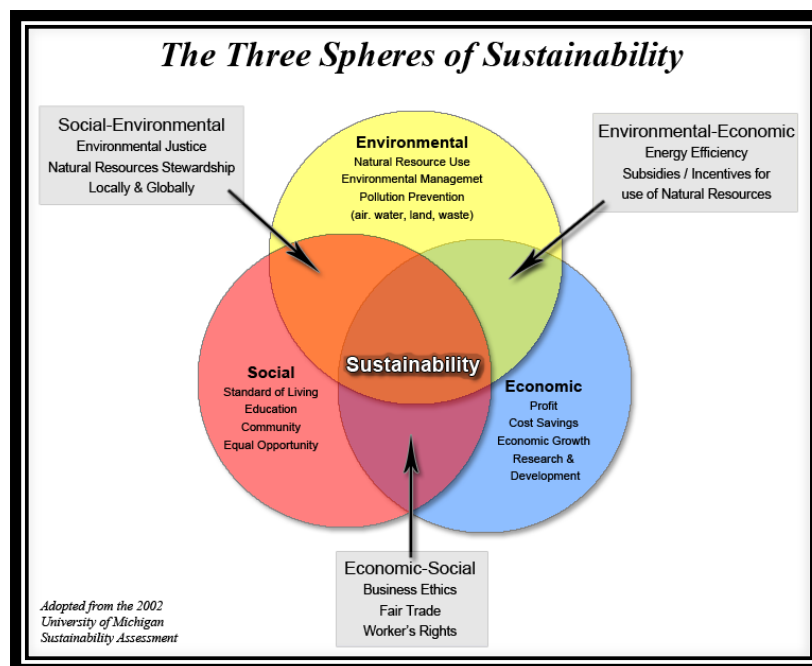 The Three Spheres of Sustainability
Social-Environmental
Environmental Justice
Natural Resources Stewardship
Locally & Globally
Environmental
Natural Resource Use
Environmental Managemet
Pollution Prevention
(air. water, land, waste)
Environmental-Economic
Energy Efficiency
Subsidies / Incentives for
use of Natural Resources
Sustainability
Social
Standard of Living
Education
Community
Equal Opportunity
Economic
Profit
Cost Savings
Economic Growth
Research &
Development
Economic-Social
Business Ethics
Fair Trade
Worker's Rights
Adopted from the 2002
University of Michigan
Sustainability Assessment